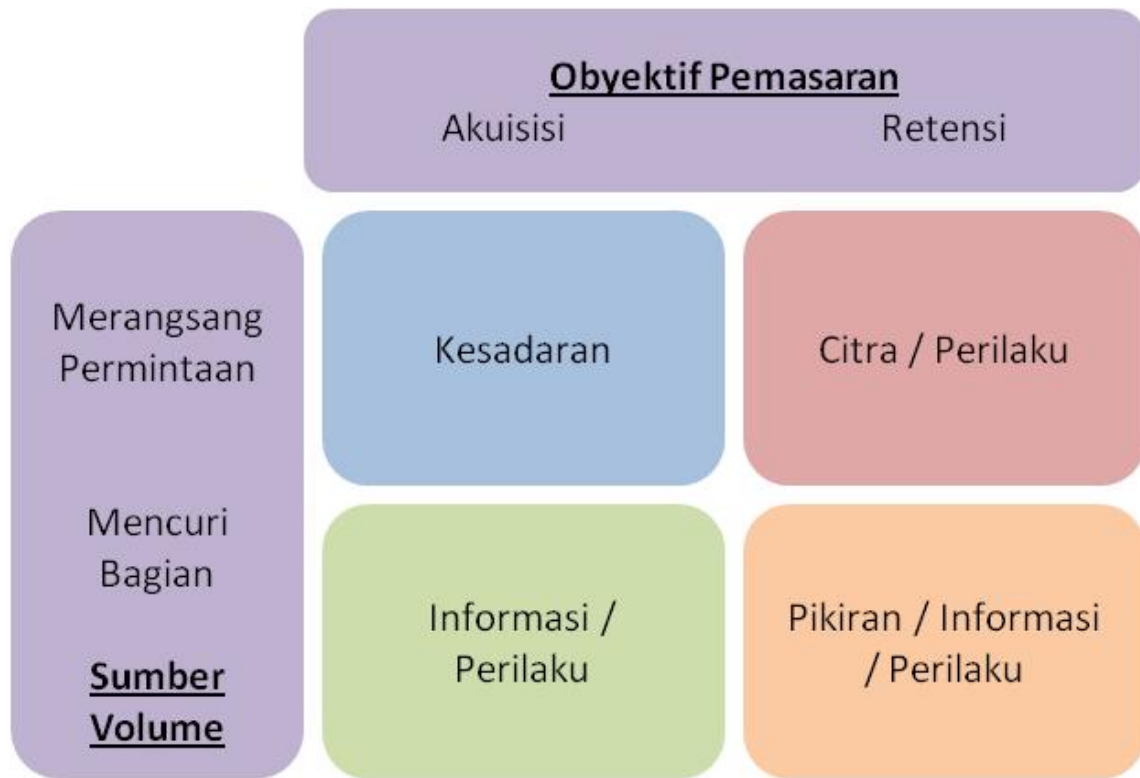 Obyektif Pemasaran
Akuisisi Retensi
Merangsang
Permintaan
Kesadaran
Citra / Perilaku
Mencuri
Bagian
Sumber
Volume
Informasi /
Perilaku
Pikiran / Informasi
/ Perilaku